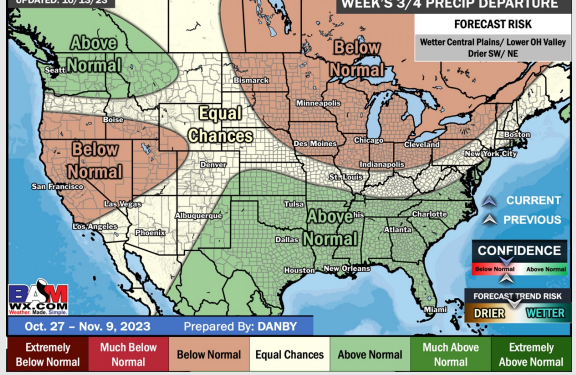 UPDATED: 10/13/23
WEEK'S 3/4 PRECIP DEPARTURE
FORECAST RISK
Wetter Central Plains/ Lower OH Valley
Drier SW/ NE
Above
Normal
Below
Normal
Seatt
Bismarck
Minneapolis
Equal
Chances
Boise
Boston
Below
Normal
Des Moines
Chicago
Cleveland
New York City
Indianapolis
Denver
St. Louis
San Francisco
CURRENT
Las Vegas
Tulsa
Above
Normal
his
Charlotte
Albuquerque
PREVIOUS
Los Angeles
Phoenix
Atlanta
Dallas
CONFIDENCE
Below Normal
Above Normal
Houston
New Orleans
FORECAST TREND RISK
DRIER
WETTER
BAM
WX.COM
Weather. Made. Simple.
Miami
Oct. 27 – Nov. 9, 2023
Prepared By: DANBY
Extremely
Below Normal
Much Below
Normal
Below Normal
Equal Chances
Above Normal
Much Above
Normal
Extremely
Above Normal